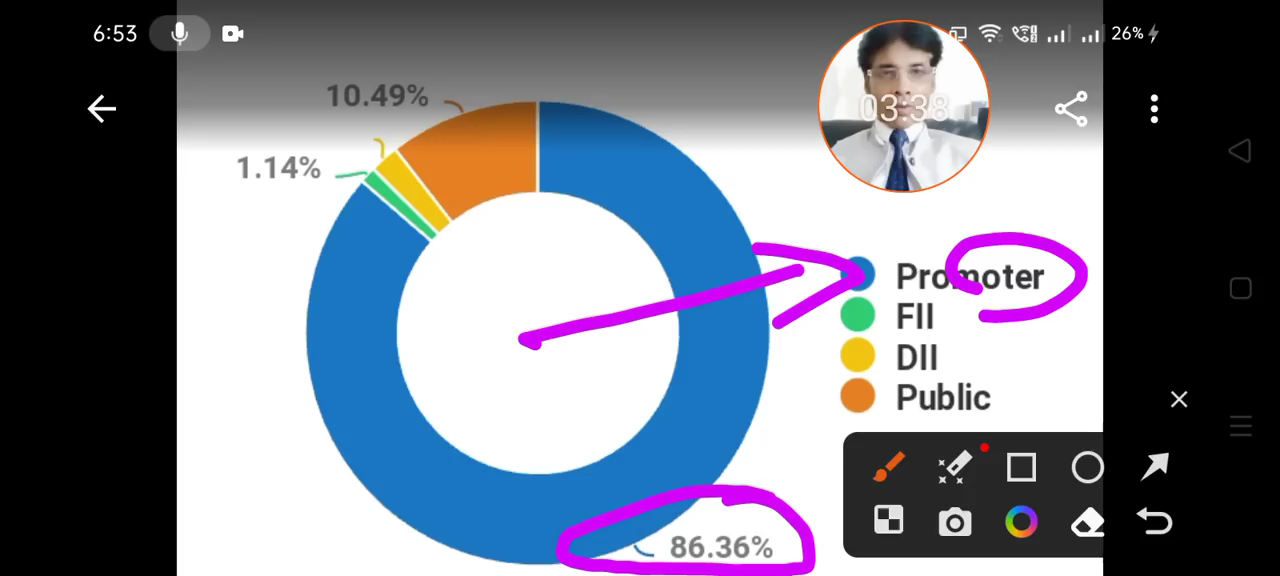 6:53
26%
03:38
10.49%
1.14%
Promoter
FII
DII
Public
86.36%